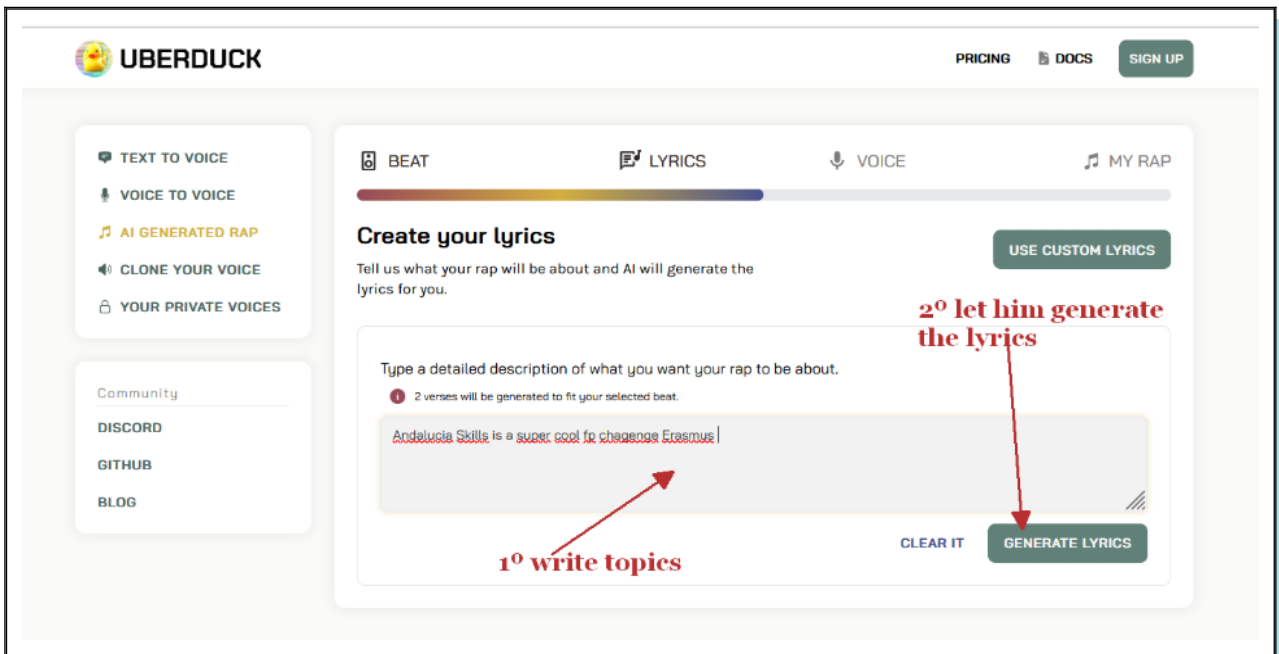 UBERDUCK
PRICING DOCS SIGN UP
TEXT TO VOICE
VOICE TO VOICE
AI GENERATED RAP
CLONE YOUR VOICE
YOUR PRIVATE VOICES
Community
DISCORD
GITHUB
BLOG
BEAT LYRICS VOICE MY RAP
Create your lyrics
Tell us what your rap will be about and AI will generate the
lyrics for you.
USE CUSTOM LYRICS
2º let him generate
the lyrics
Type a detailed description of what you want your rap to be about.
2 verses will be generated to fit your selected beat.
Andalucia Skills is a super cool fp chagenge Erasmus
1º write topics
CLEAR IT GENERATE LYRICS